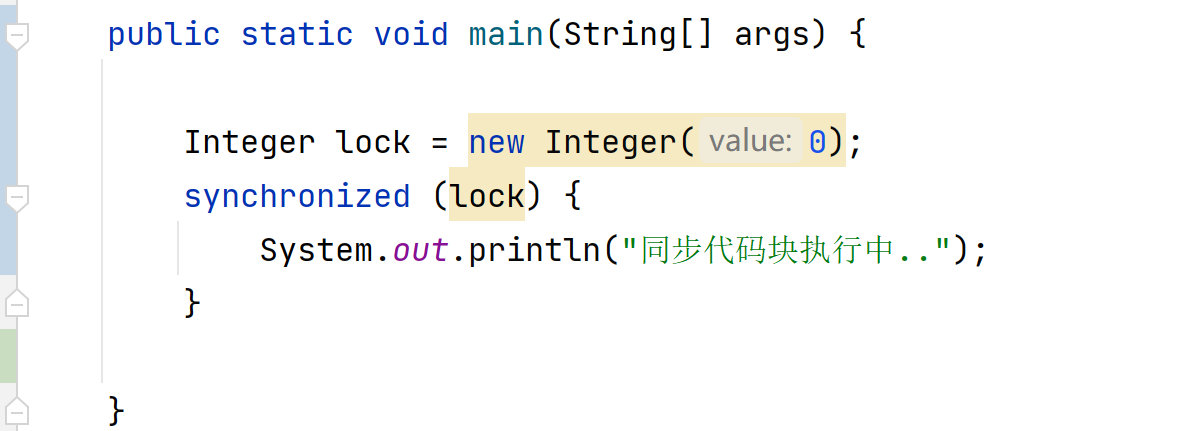 public static void main(String[] args) {
Integer lock = new Integer( value: 0);
synchronized (lock) {
System.out.println("同步代码块执行中..");
}
}